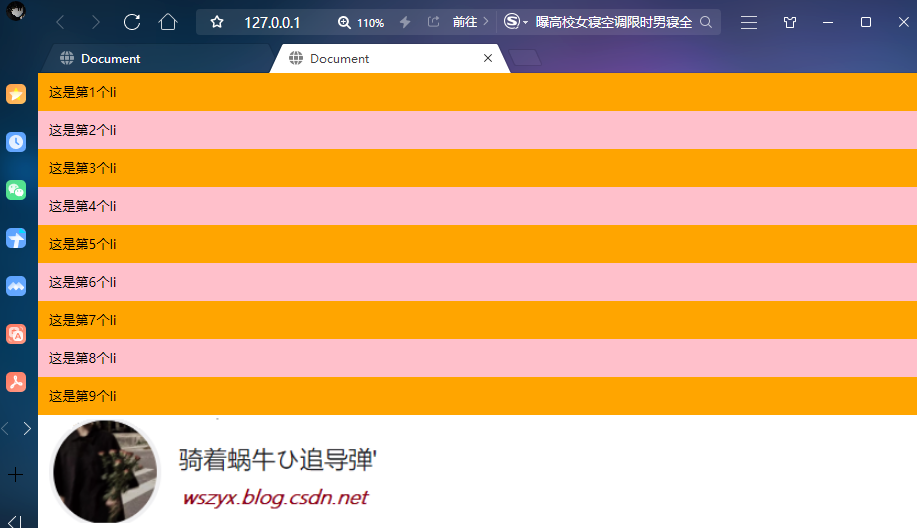 127.0.0.1
110%
前往
曝高校女寝空调限时男寝全
Document
Document
这是第1个li
这是第2个li
这是第3个li
这是第4个li
这是第5个li
这是第6个li
这是第7个li
这是第8个li
这是第9个li
骑着蜗牛ひ追导弹'
wszyx.blog.csdn.net